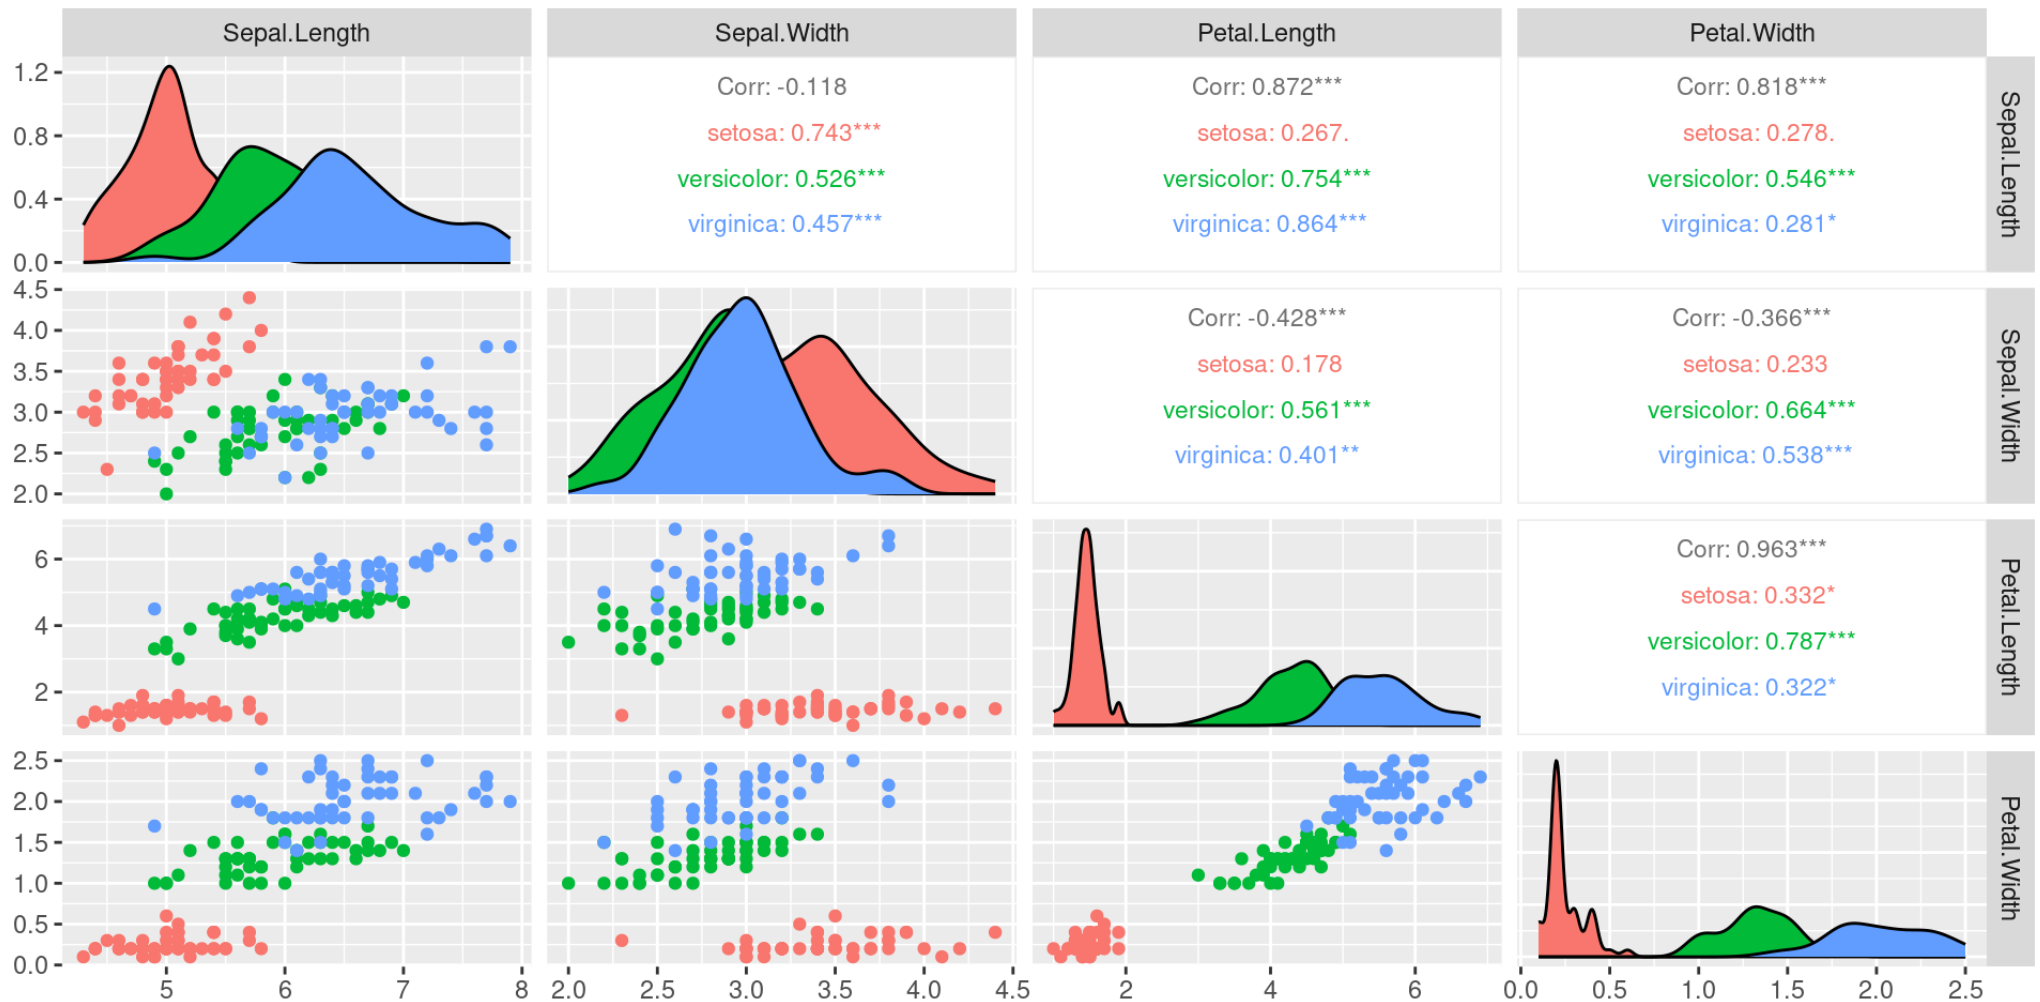 Sepal.Length Sepal.Width Petal.Length Petal.Width
1.2
0.8
0.4
0.0
Corr: -0.118
setosa: 0.743***
versicolor: 0.526***
virginica: 0.457***
Corr: 0.872***
setosa: 0.267.
versicolor: 0.754***
virginica: 0.864***
Corr: 0.818***
setosa: 0.278.
versicolor: 0.546***
virginica: 0.281*
Sepal.Length
4.5
4.0
3.5
3.0
2.5
2.0
Corr: -0.428***
setosa: 0.178
versicolor: 0.561***
virginica: 0.401**
Corr: -0.366***
setosa: 0.233
versicolor: 0.664***
virginica: 0.538***
Sepal.Width
6
4
2
Corr: 0.963***
setosa: 0.332*
versicolor: 0.787***
virginica: 0.322*
Petal.Length
2.5
2.0
1.5
1.0
0.5
0.0
Petal.Width
5 6 7 8 2.0 2.5 3.0 3.5 4.0 4.5 2 4 6 0.0 0.5 1.0 1.5 2.0 2.5